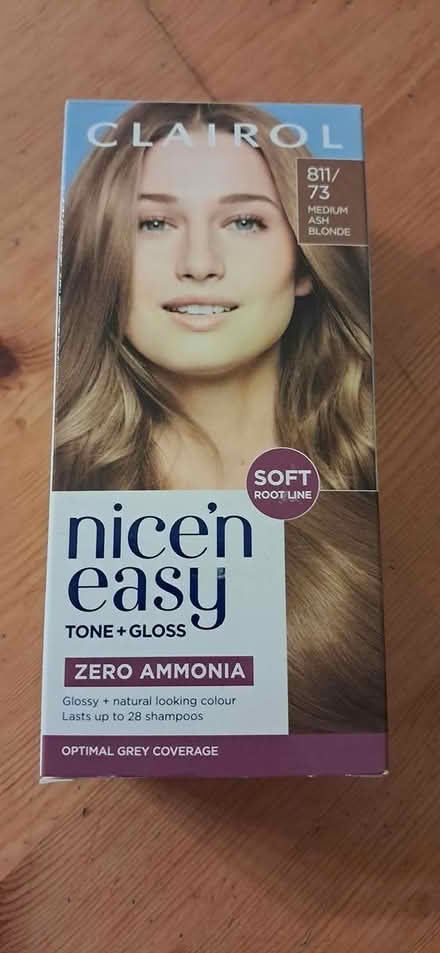 CLAIROL
811/
73
MEDIUM
ASH
BLONDE
SOFT
ROOT LINE
nice'n
easy
TONE + GLOSS
ZERO AMMONIA
Glossy + natural looking colour
Lasts up to 28 shampoos
OPTIMAL GREY COVERAGE